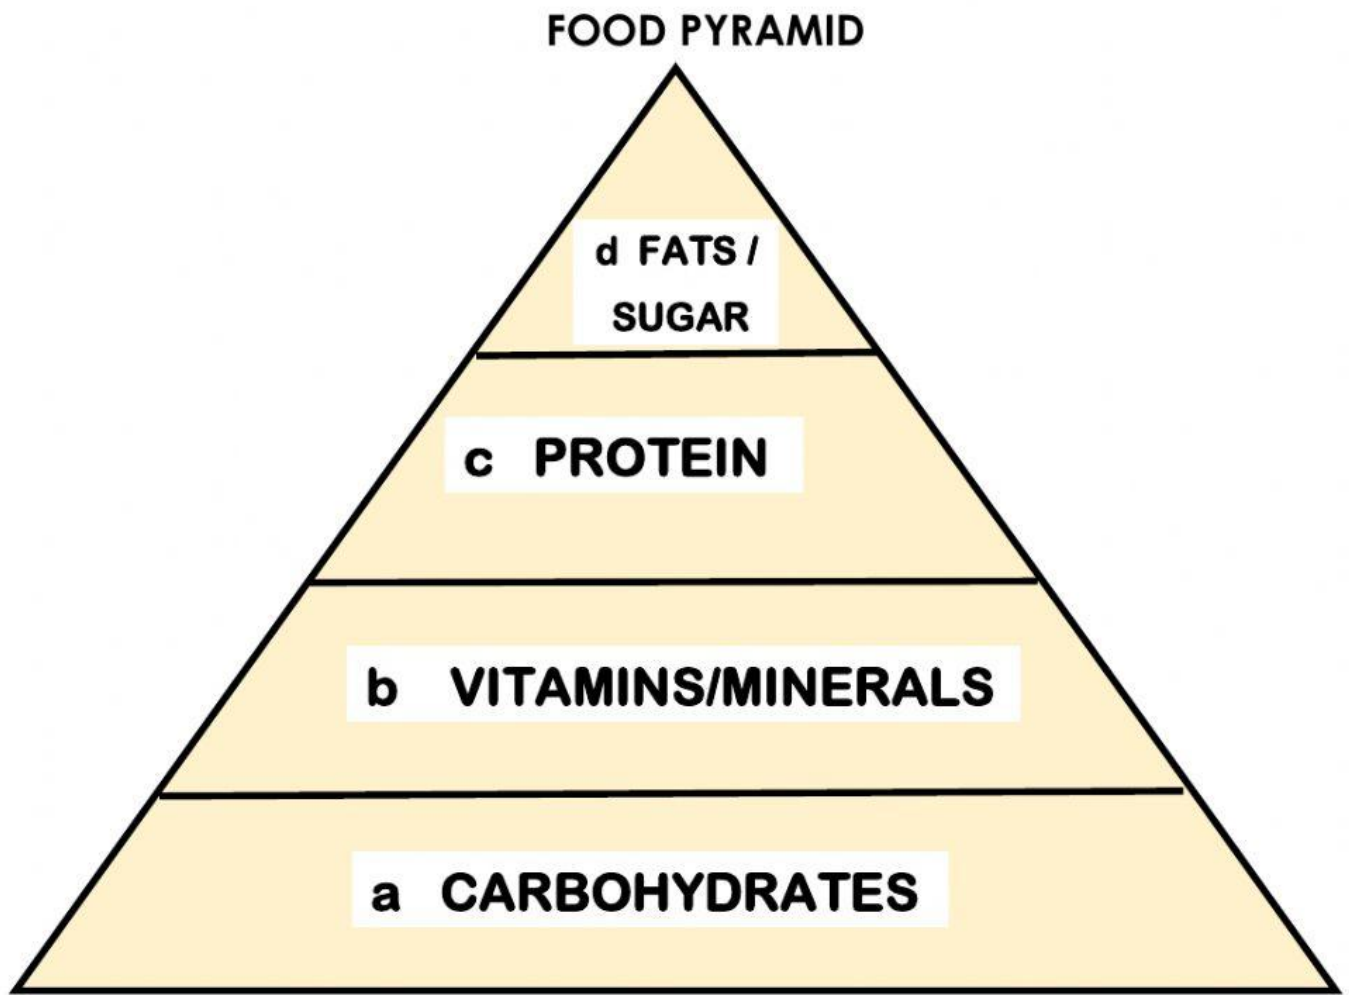 FOOD PYRAMID
d FATS /
SUGAR
c PROTEIN
b VITAMINS/MINERALS
a CARBOHYDRATES